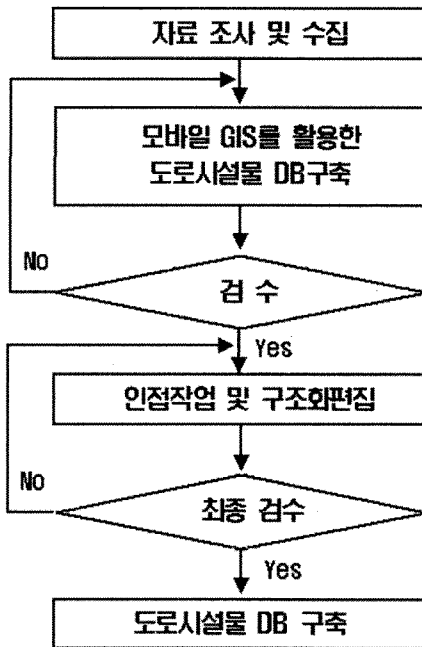 자료 조사 및 수집
모바일 GIS를 활용한
도로시설물 DB구축
No
검 수
Yes
인접작업 및 구조화편집
No
최종 검수
Yes
도로시설물 DB 구축